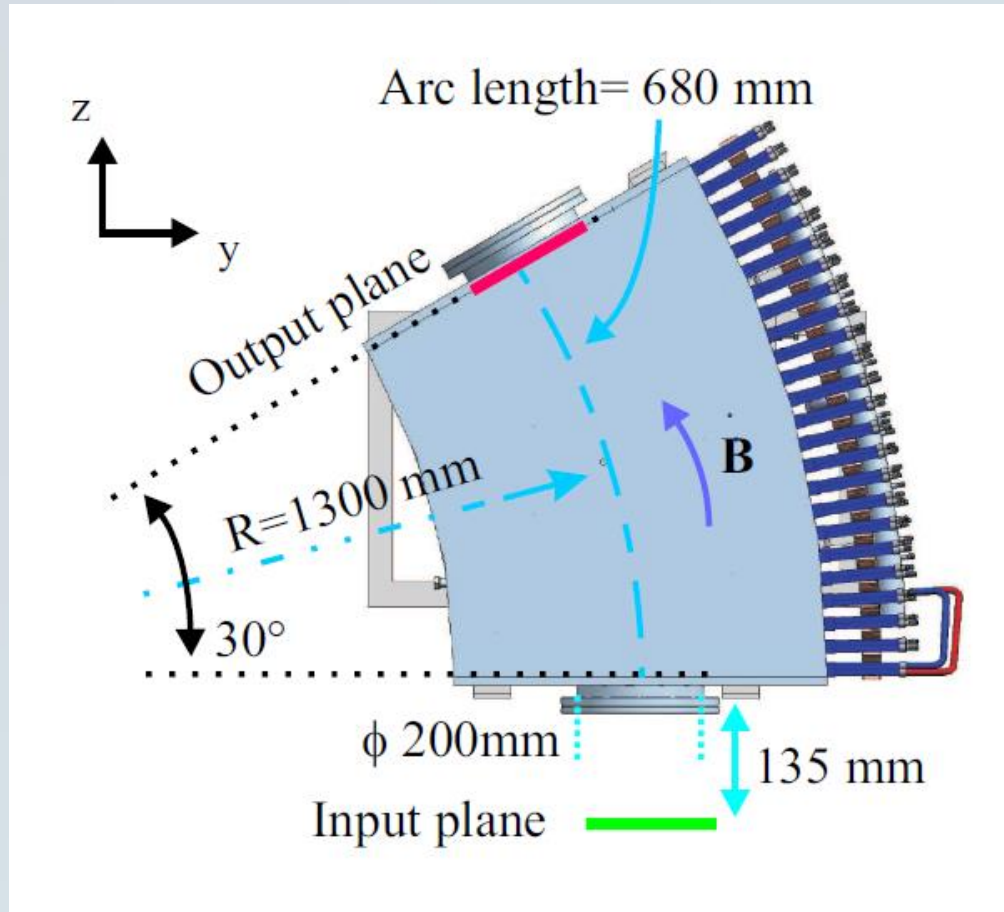 Arc length= 680 mm
z
y
Output plane
B
R=1300 mm
30°
ϕ 200mm
135 mm
Input plane